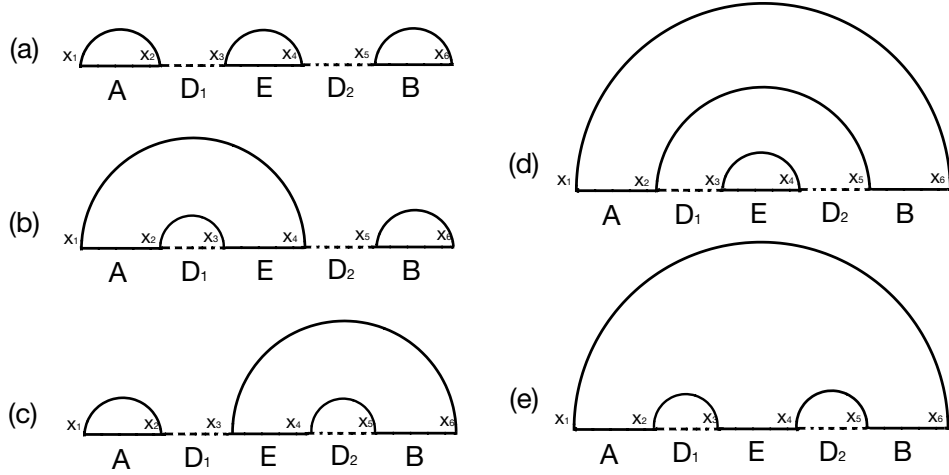 (a)
x₁ x₂ x₃ x₄ x₅ x₆
A D₁ E D₂ B
(b)
x₁ x₂ x₃ x₄ x₅ x₆
A D₁ E D₂ B
(c)
x₁ x₂ x₃ x₄ x₅ x₆
A D₁ E D₂ B
(d)
x₁ x₂ x₃ x₄ x₅ x₆
A D₁ E D₂ B
(e)
x₁ x₂ x₃ x₄ x₅ x₆
A D₁ E D₂ B